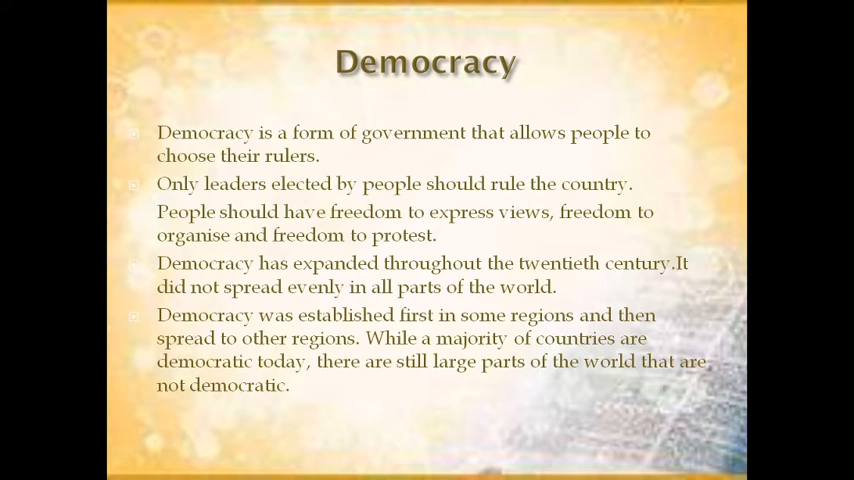 Democracy
Democracy is a form of government that allows people to
choose their rulers.
Only leaders elected by people should rule the country.
People should have freedom to express views, freedom to
organise and freedom to protest.
Democracy has expanded throughout the twentieth century.It
did not spread evenly in all parts of the world.
Democracy was established first in some regions and then
spread to other regions. While a majority of countries are
democratic today, there are still large parts of the world that are
not democratic.